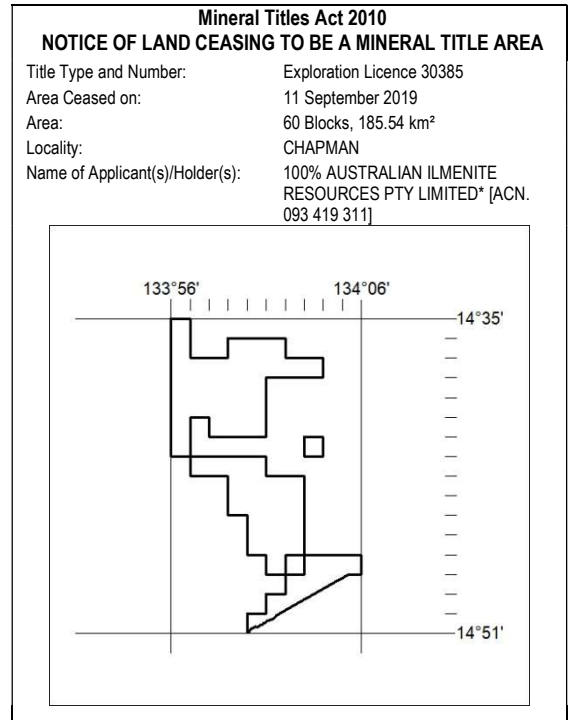 Mineral Titles Act 2010
NOTICE OF LAND CEASING TO BE A MINERAL TITLE AREA
Title Type and Number: Exploration Licence 30385
Area Ceased on: 11 September 2019
Area: 60 Blocks, 185.54 km²
Locality: CHAPMAN
Name of Applicant(s)/Holder(s): 100% AUSTRALIAN ILMENITE
RESOURCES PTY LIMITED* [ACN.
093 419 311]
133°56' 134°06'
14°35'
14°51'